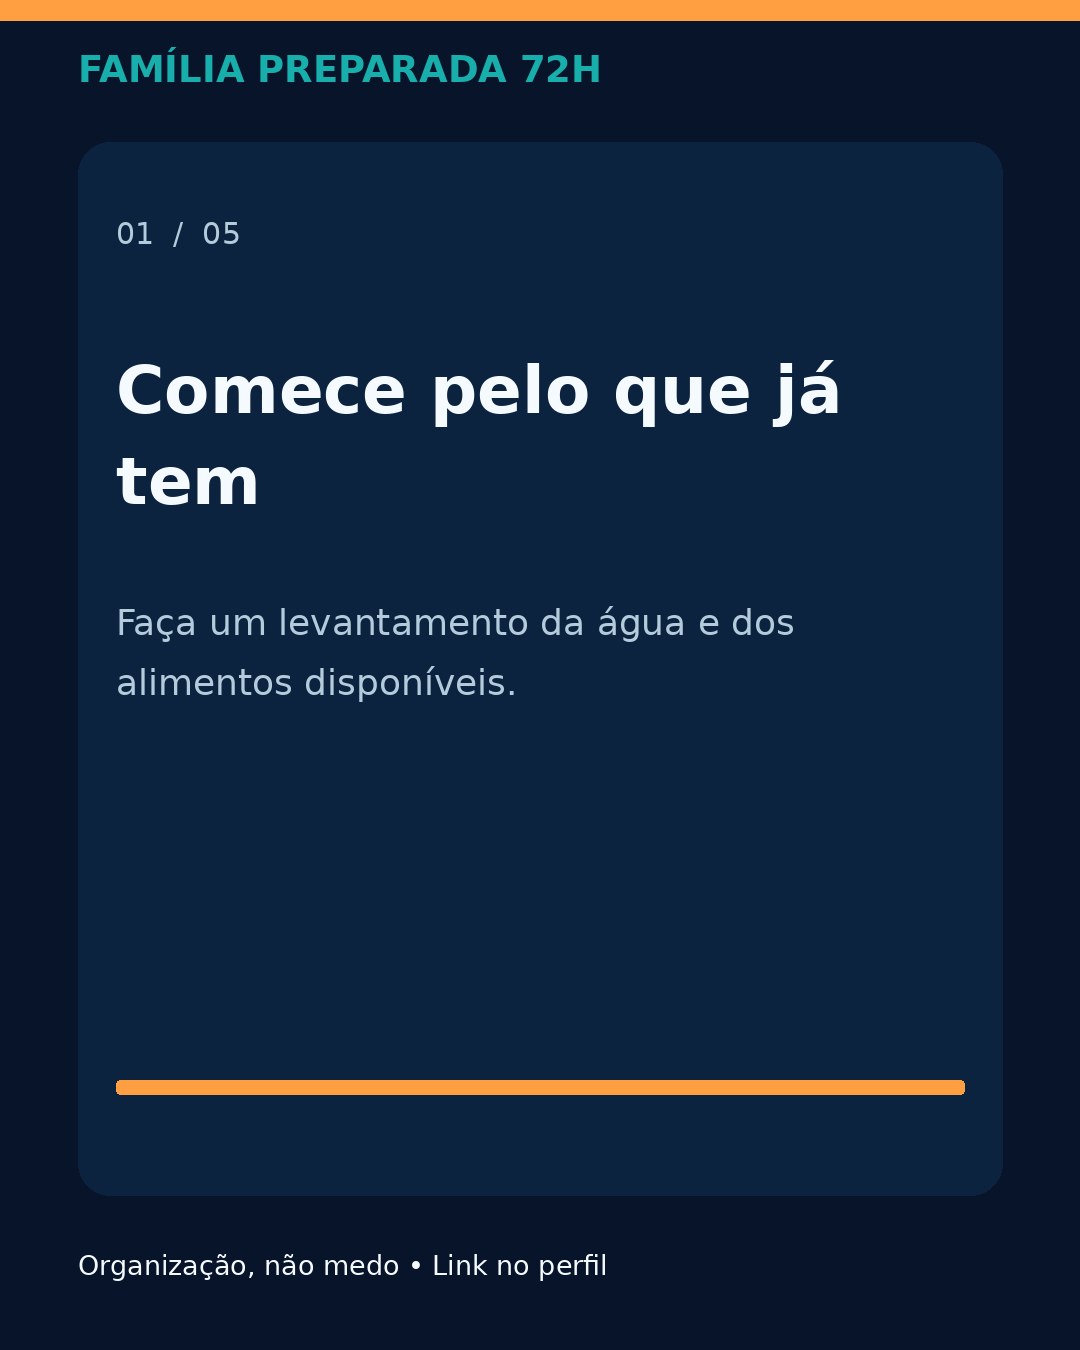 FAMÍLIA PREPARADA 72H
01 / 05
Comece pelo que já
tem
Faça um levantamento da água e dos
alimentos disponíveis.
Organização, não medo • Link no perfil